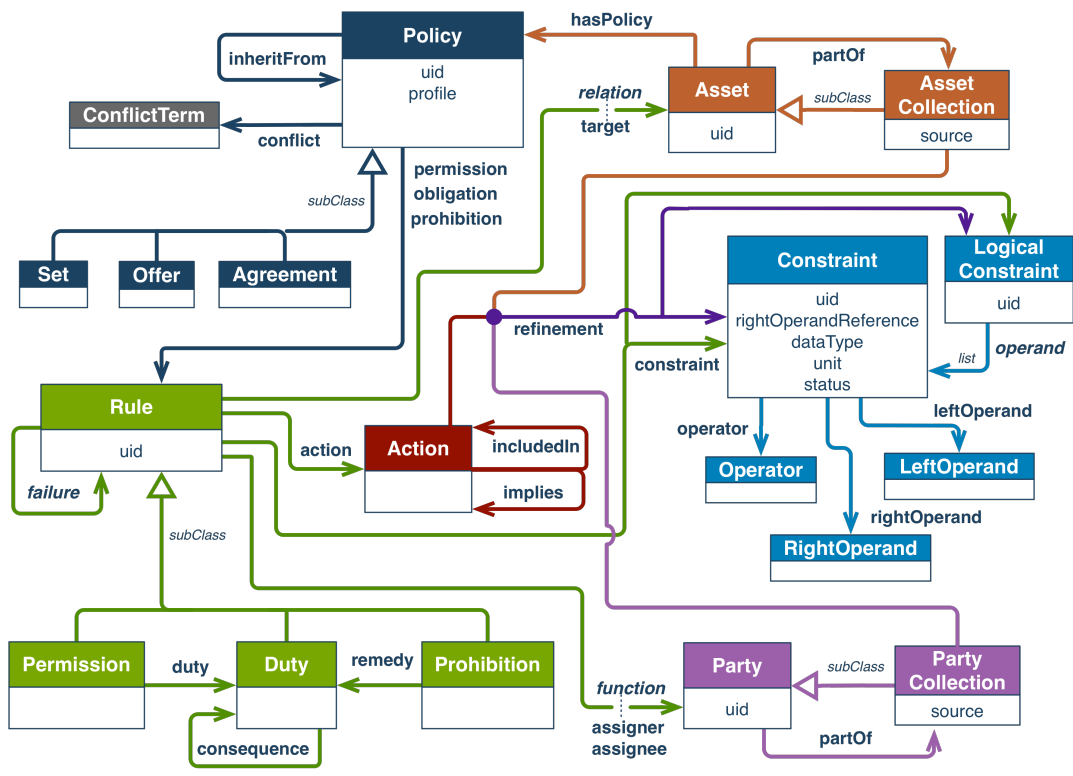 hasPolicy
Policy
inheritFrom
uid
profile
partOf
Asset
uid
Asset
Collection
source
subClass
relation
target
ConflictTerm
conflict
permission
obligation
prohibition
subClass
Set
Offer
Agreement
Constraint
uid
rightOperandReference
dataType
unit
status
Logical
Constraint
uid
refinement
constraint
operand
list
Rule
uid
failure
action
Action
includedIn
implies
operator
leftOperand
Operator
LeftOperand
rightOperand
RightOperand
subClass
Permission
duty
Duty
remedy
Prohibition
consequence
function
assigner
assignee
Party
uid
subClass
Party
Collection
source
partOf